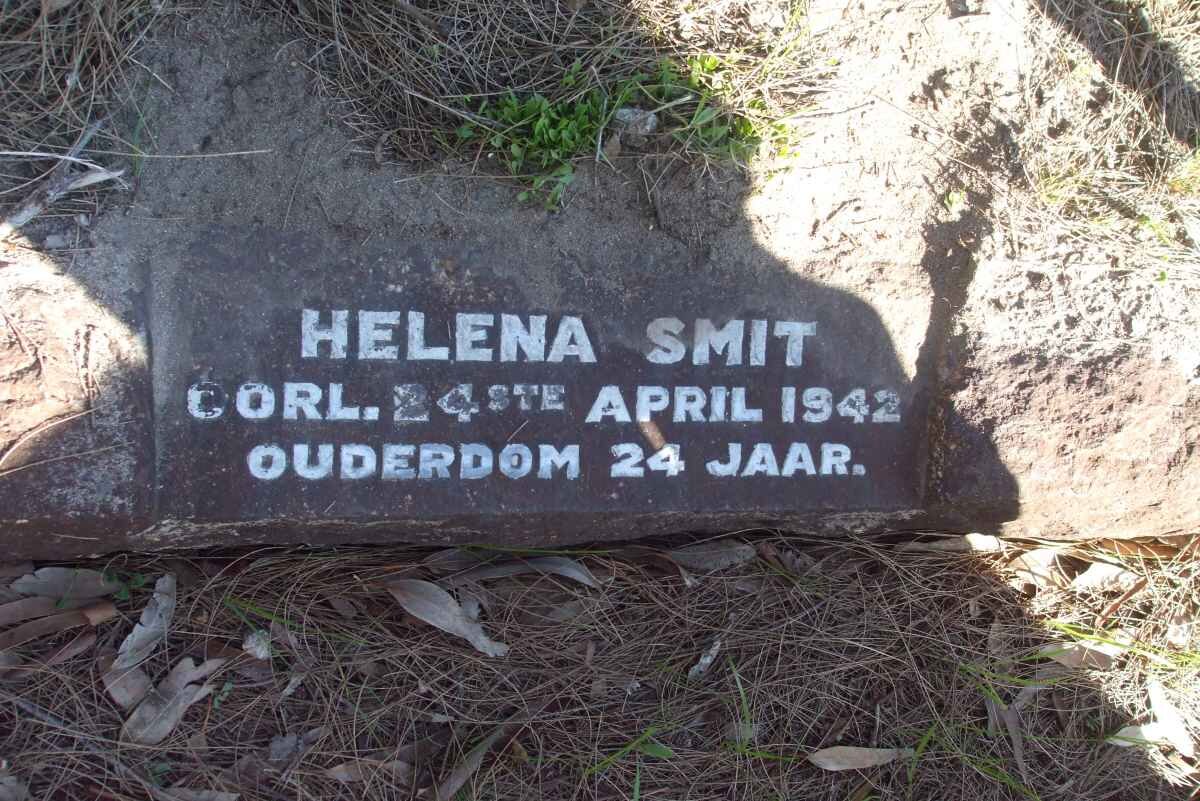 HELENA SMIT
OORL. 24STE APRIL 1942
OUDERDOM 24 JAAR.